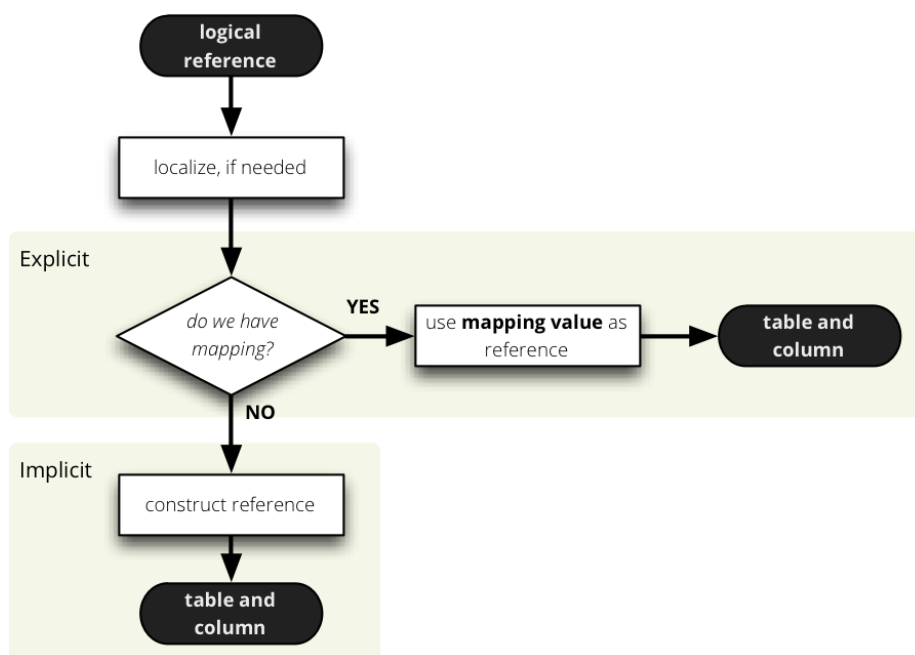 logical
reference
localize, if needed
Explicit
do we have
mapping?
YES
use mapping value as
reference
table and
column
NO
Implicit
construct reference
table and
column